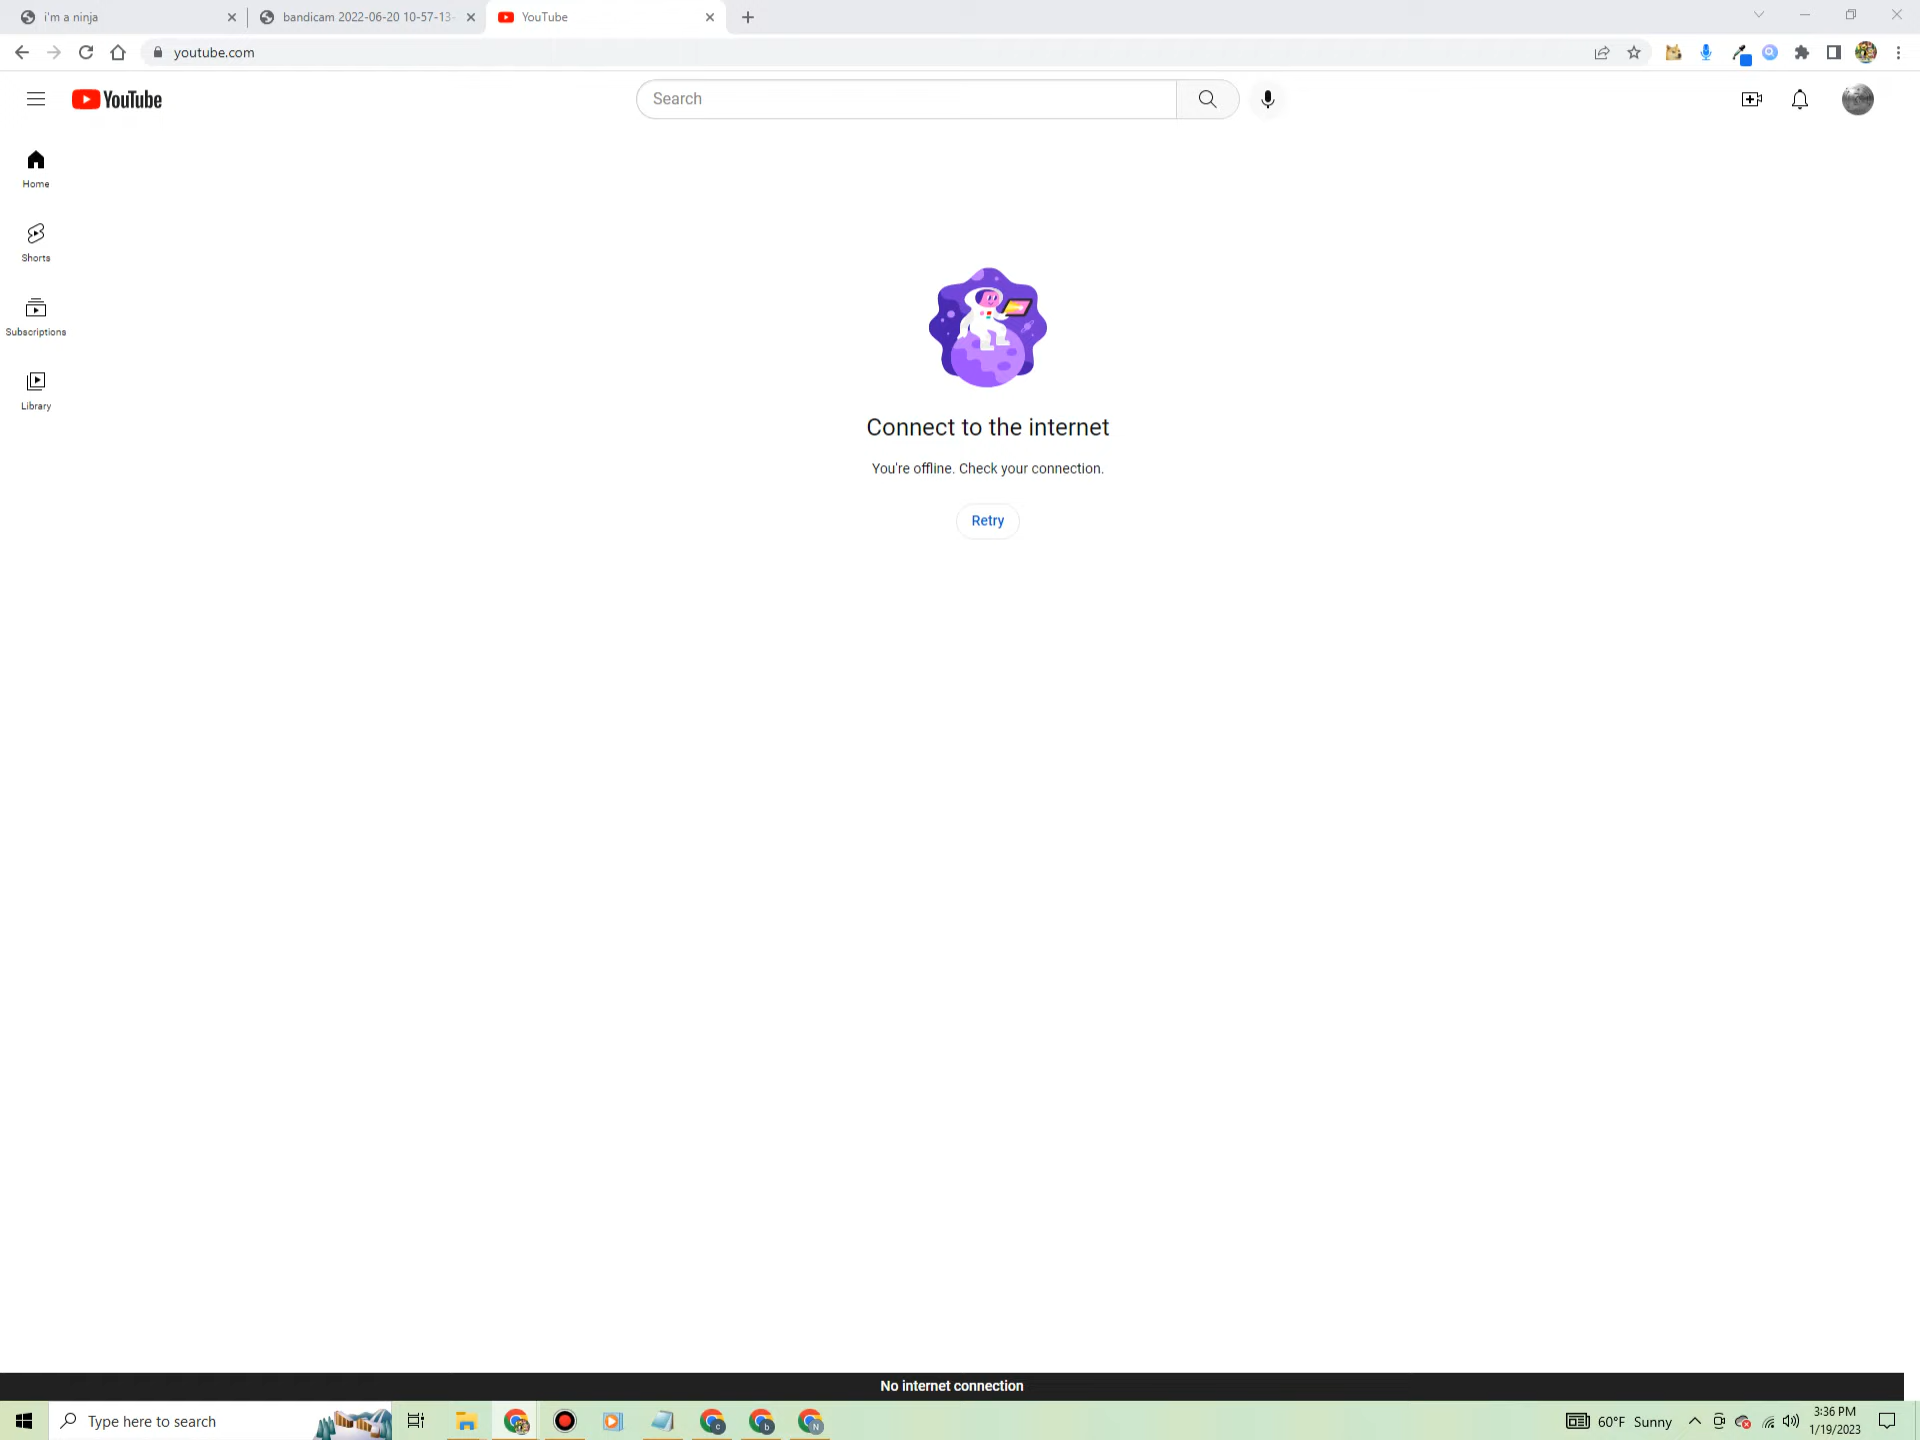 i'm a ninja
bandicam 2022-06-20 10-57-13-
YouTube
youtube.com
YouTube
Search
Home
Shorts
Subscriptions
Library
Connect to the internet
You're offline. Check your connection.
Retry
No internet connection
Type here to search
c
b
N
60°F Sunny
3:36 PM
1/19/2023